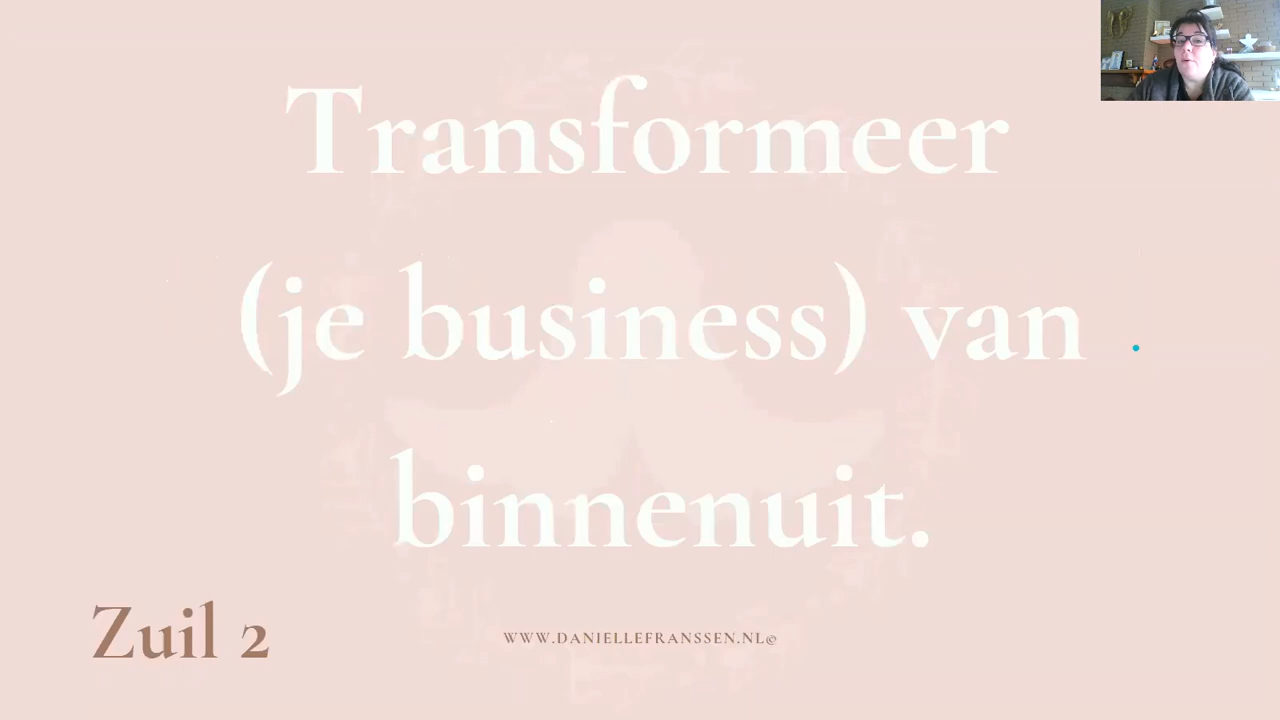 Transformeer
(je business) van
binnenuit.
Zuil 2
WWW.DANIELLEFRANSSEN.NL©